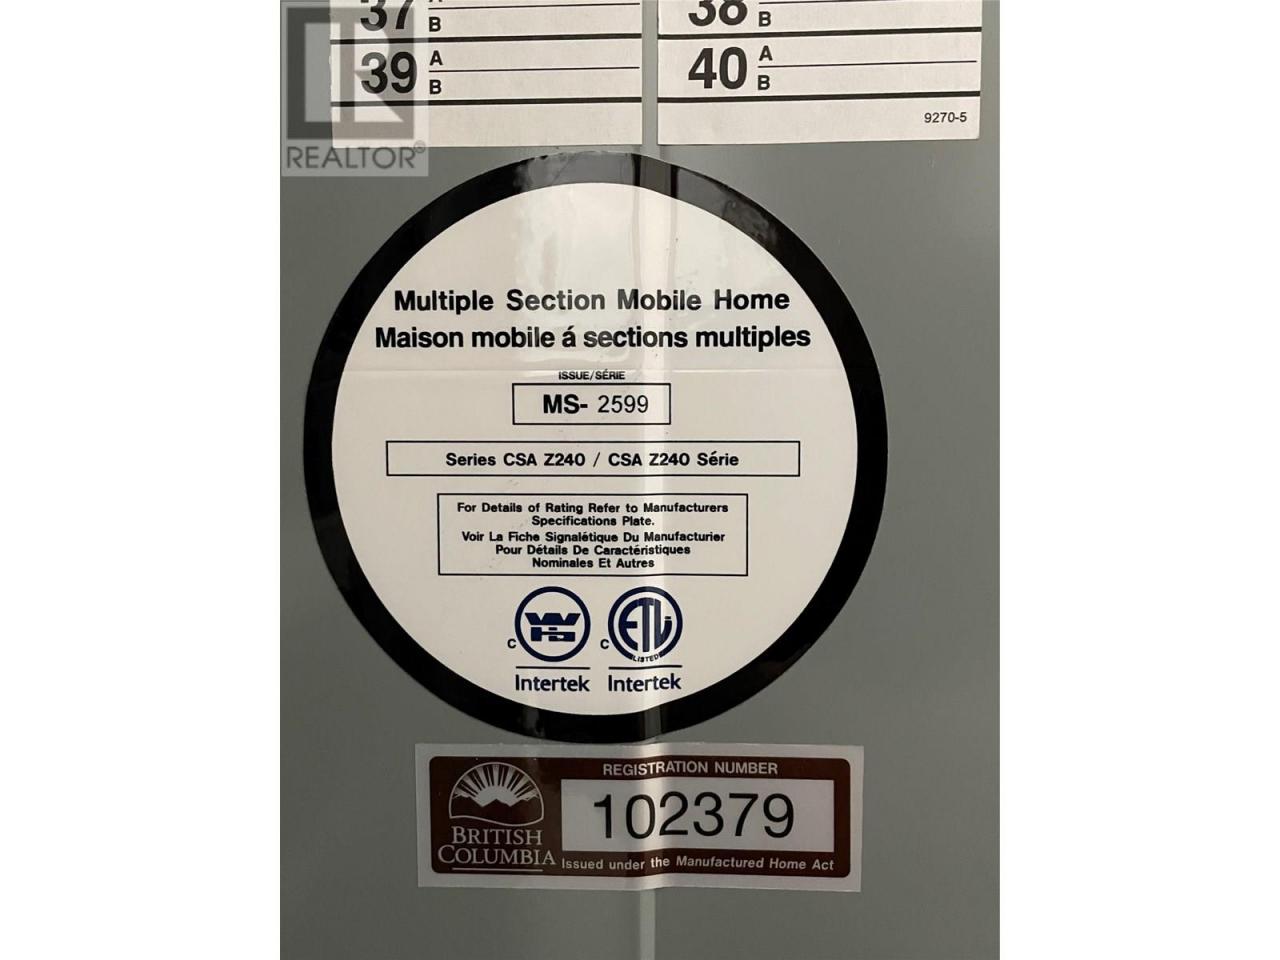 37 A
B
38 B
39 A
B
40 A
B
9270-5
REALTOR®
Multiple Section Mobile Home
Maison mobile á sections multiples
ISSUE/SÉRIE
MS- 2599
Series CSA Z240 / CSA Z240 Série
For Details of Rating Refer to Manufacturers
Specifications Plate.
Voir La Fiche Signalétique Du Manufacturier
Pour Détails De Caractéristiques
Nominales Et Autres
C WHI C ETL
LISTED
Intertek Intertek
REGISTRATION NUMBER
102379
BRITISH
COLUMBIA
Issued under the Manufactured Home Act